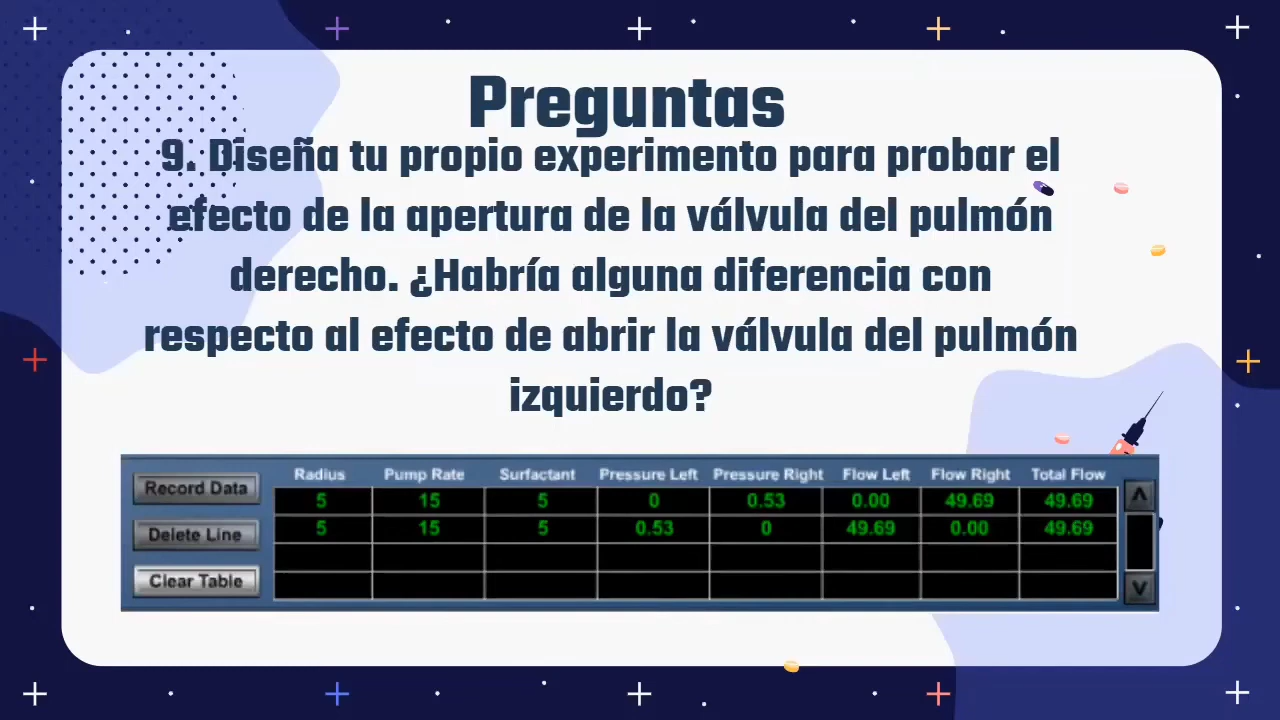 Preguntas
9. Diseña tu propio experimento para probar el
efecto de la apertura de la válvula del pulmón
derecho. ¿Habría alguna diferencia con
respecto al efecto de abrir la válvula del pulmón
izquierdo?
Radius Pump Rate Surfactant Pressure Left Pressure Right Flow Left Flow Right Total Flow
Record Data
5 15 5 0 0.53 0.00 49.69 49.69
5 15 5 0.53 0 49.69 0.00 49.69
Delete Line
Clear Table